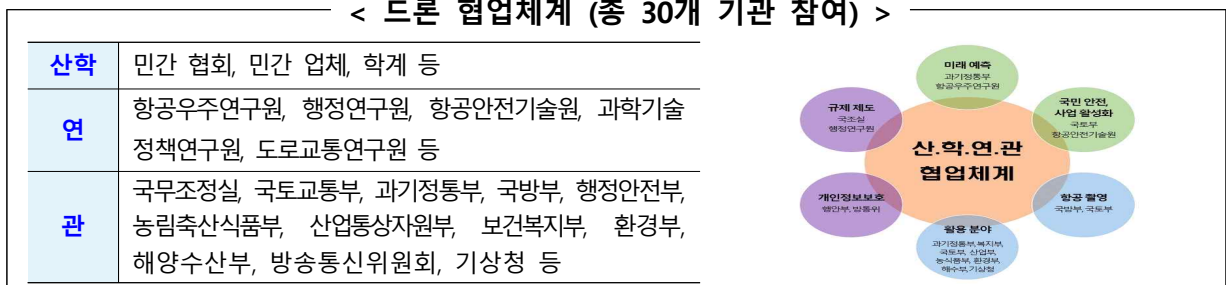 < 드론 협업체계 (총 30개 기관 참여) >
산학
민간 협회, 민간 업체, 학계 등
연
항공우주연구원, 행정연구원, 항공안전기술원, 과학기술
정책연구원, 도로교통연구원 등
관
국무조정실, 국토교통부, 과기정통부, 국방부, 행정안전부,
농림축산식품부, 산업통상자원부, 보건복지부, 환경부,
해양수산부, 방송통신위원회, 기상청 등
미래 예측
과기정통부
항공우주연구원
규제 제도
국조실
행정연구원
국민 안전,
사업 활성화
국토부
항공안전기술원
산.학.연.관
협업체계
개인정보보호
행안부, 방통위
항공 촬영
국방부, 국토부
활용 분야
과기정통부, 복지부,
국토부, 산업부,
농식품부, 환경부,
해수부, 기상청